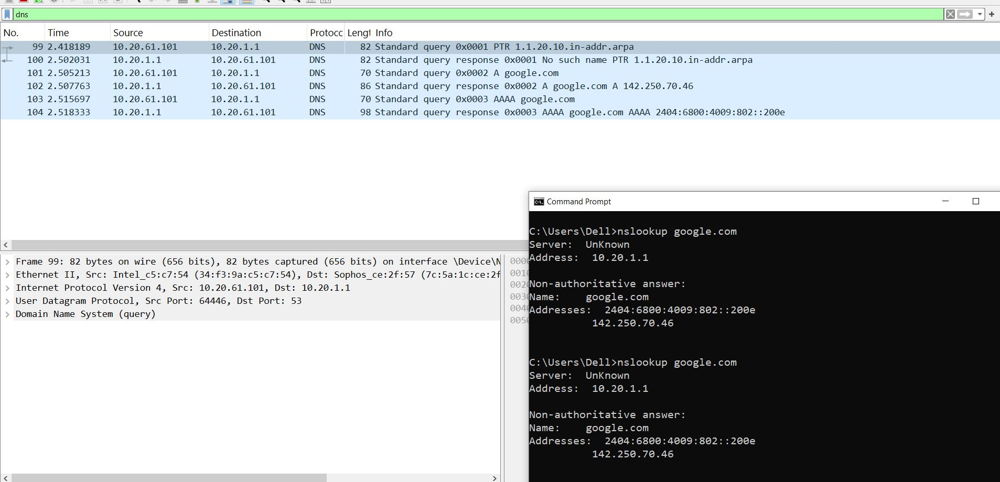 dns
No. Time Source Destination Protocc Lengt Info
99 2.418189 10.20.61.101 10.20.1.1 DNS 82 Standard query 0x0001 PTR 1.1.20.10.in-addr.arpa
100 2.502031 10.20.1.1 10.20.61.101 DNS 82 Standard query response 0x0001 No such name PTR 1.1.20.10.in-addr.arpa
101 2.505213 10.20.61.101 10.20.1.1 DNS 70 Standard query 0x0002 A google.com
102 2.507763 10.20.1.1 10.20.61.101 DNS 86 Standard query response 0x0002 A google.com A 142.250.70.46
103 2.515697 10.20.61.101 10.20.1.1 DNS 70 Standard query 0x0003 AAAA google.com
104 2.518333 10.20.1.1 10.20.61.101 DNS 98 Standard query response 0x0003 AAAA google.com AAAA 2404:6800:4009:802::200e
Frame 99: 82 bytes on wire (656 bits), 82 bytes captured (656 bits) on interface \Device\N
Ethernet II, Src: Intel_c5:c7:54 (34:f3:9a:c5:c7:54), Dst: Sophos_ce:2f:57 (7c:5a:1c:ce:2f
Internet Protocol Version 4, Src: 10.20.61.101, Dst: 10.20.1.1
User Datagram Protocol, Src Port: 64446, Dst Port: 53
Domain Name System (query)
0000
0010
0020
0030
0040
0050
Command Prompt
C:\Users\Dell>nslookup google.com
Server: UnKnown
Address: 10.20.1.1
Non-authoritative answer:
Name: google.com
Addresses: 2404:6800:4009:802::200e
142.250.70.46
C:\Users\Dell>nslookup google.com
Server: UnKnown
Address: 10.20.1.1
Non-authoritative answer:
Name: google.com
Addresses: 2404:6800:4009:802::200e
142.250.70.46